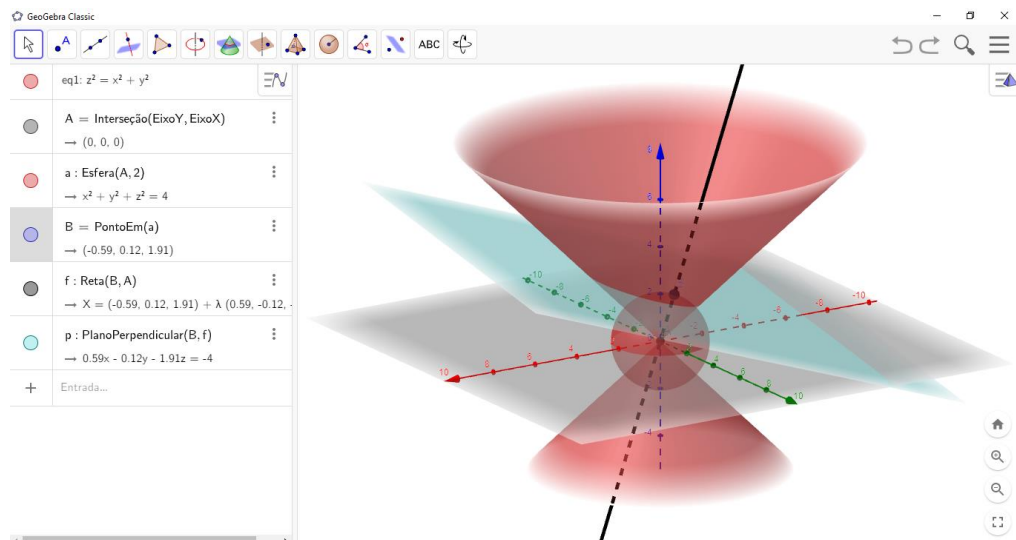 GeoGebra Classic
ABC
eq1: z² = x² + y²
A = Interseção(EixoY, EixoX)
→ (0, 0, 0)
a : Esfera(A, 2)
→ x² + y² + z² = 4
B = PontoEm(a)
→ (-0.59, 0.12, 1.91)
f : Reta(B, A)
→ X = (-0.59, 0.12, 1.91) + λ (0.59, -0.12, -
p : PlanoPerpendicular(B, f)
→ 0.59x - 0.12y - 1.91z = -4
Entrada...
6
4
2
-4
-10
-8
-6
-4
-2
-4
-6
-8
-10
10
8
6
4
4
6
8
10